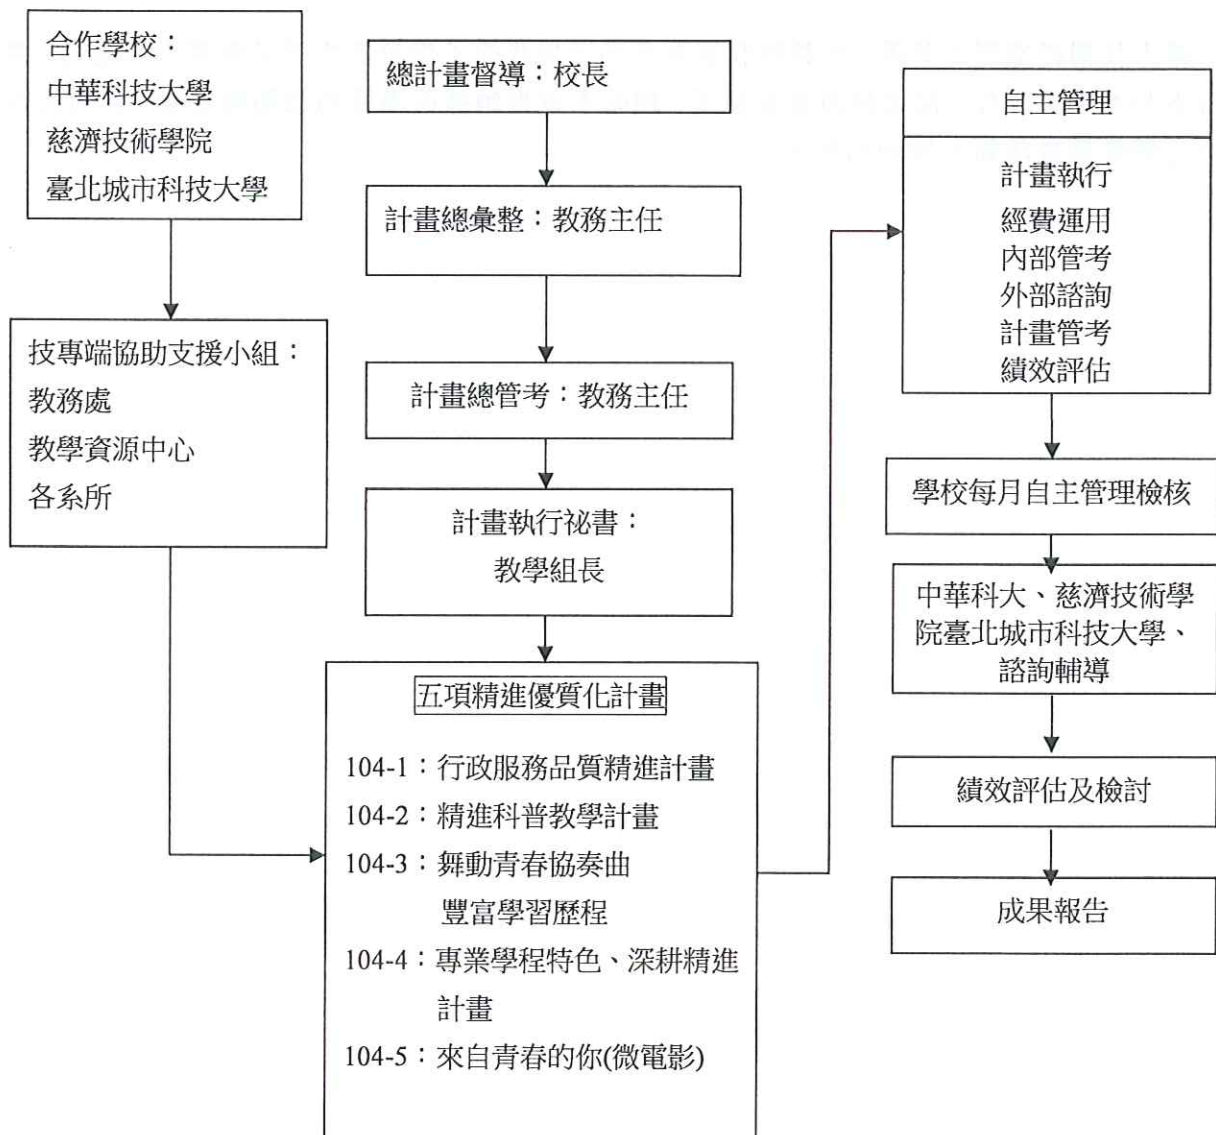 合作學校：
中華科技大學
慈濟技術學院
臺北城市科技大學
技專端協助支援小組：
教務處
教學資源中心
各系所
總計畫督導：校長
計畫總彙整：教務主任
計畫總管考：教務主任
計畫執行祕書：
教學組長
五項精進優質化計畫
104-1：行政服務品質精進計畫
104-2：精進科普教學計畫
104-3：舞動青春協奏曲
豐富學習歷程
104-4：專業學程特色、深耕精進
計畫
104-5：來自青春的你(微電影)
自主管理
計畫執行
經費運用
內部管考
外部諮詢
計畫管考
績效評估
學校每月自主管理檢核
中華科大、慈濟技術學
院臺北城市科技大學、
諮詢輔導
績效評估及檢討
成果報告